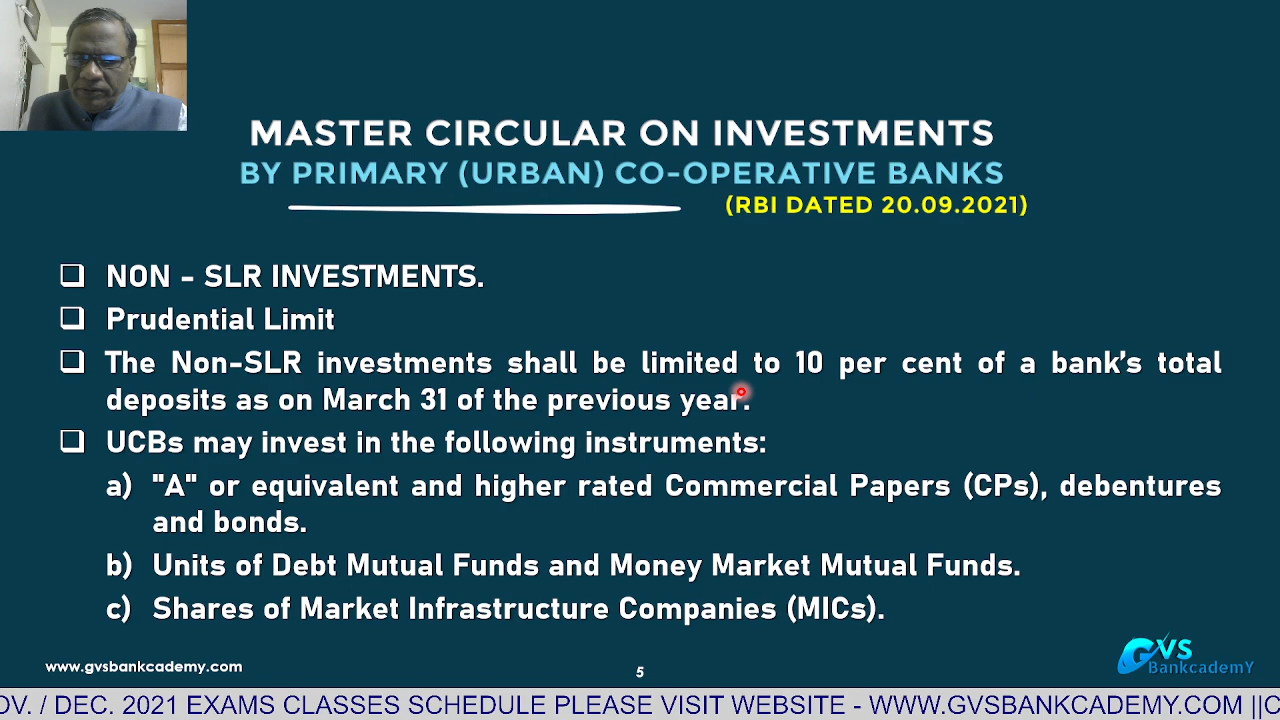 MASTER CIRCULAR ON INVESTMENTS
BY PRIMARY (URBAN) CO-OPERATIVE BANKS
(RBI DATED 20.09.2021)
❑ NON - SLR INVESTMENTS.
❑ Prudential Limit
❑ The Non-SLR investments shall be limited to 10 per cent of a bank's total
deposits as on March 31 of the previous year.
❑ UCBs may invest in the following instruments:
a) "A" or equivalent and higher rated Commercial Papers (CPs), debentures
and bonds.
b) Units of Debt Mutual Funds and Money Market Mutual Funds.
c) Shares of Market Infrastructure Companies (MICs).
www.gvsbankcademy.com
5
GVS
BankcademY
OV. / DEC. 2021 EXAMS CLASSES SCHEDULE PLEASE VISIT WEBSITE - WWW.GVSBANKCADEMY.COM ||C